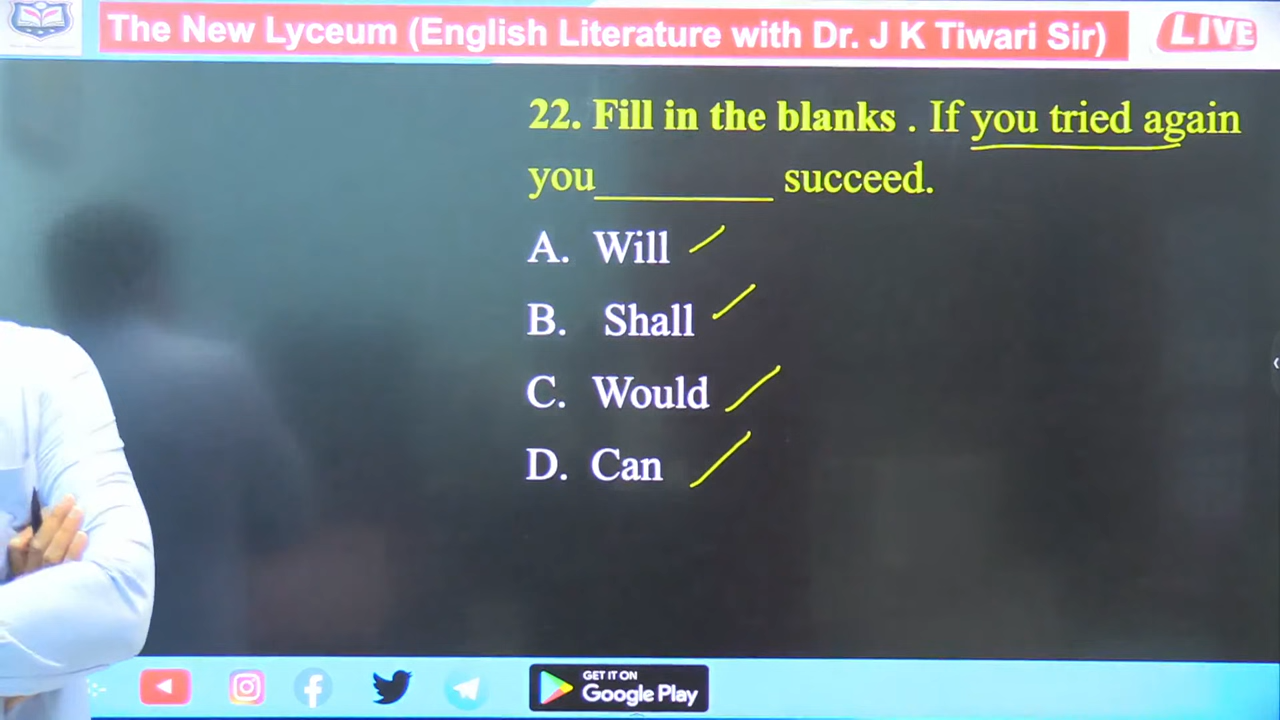 The New Lyceum (English Literature with Dr. J K Tiwari Sir)
LIVE
22. Fill in the blanks . If you tried again
you__________ succeed.
A. Will
B. Shall
C. Would
D. Can
GET IT ON
Google Play